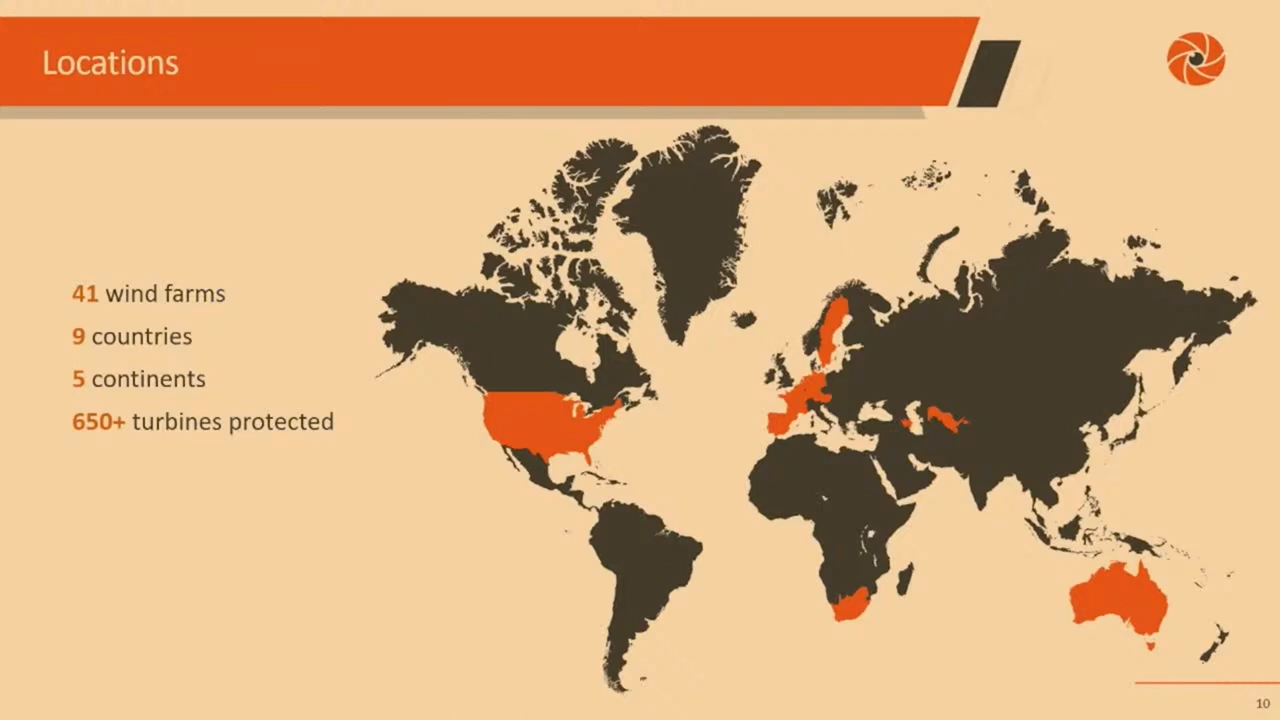 Locations
41 wind farms
9 countries
5 continents
650+ turbines protected
10